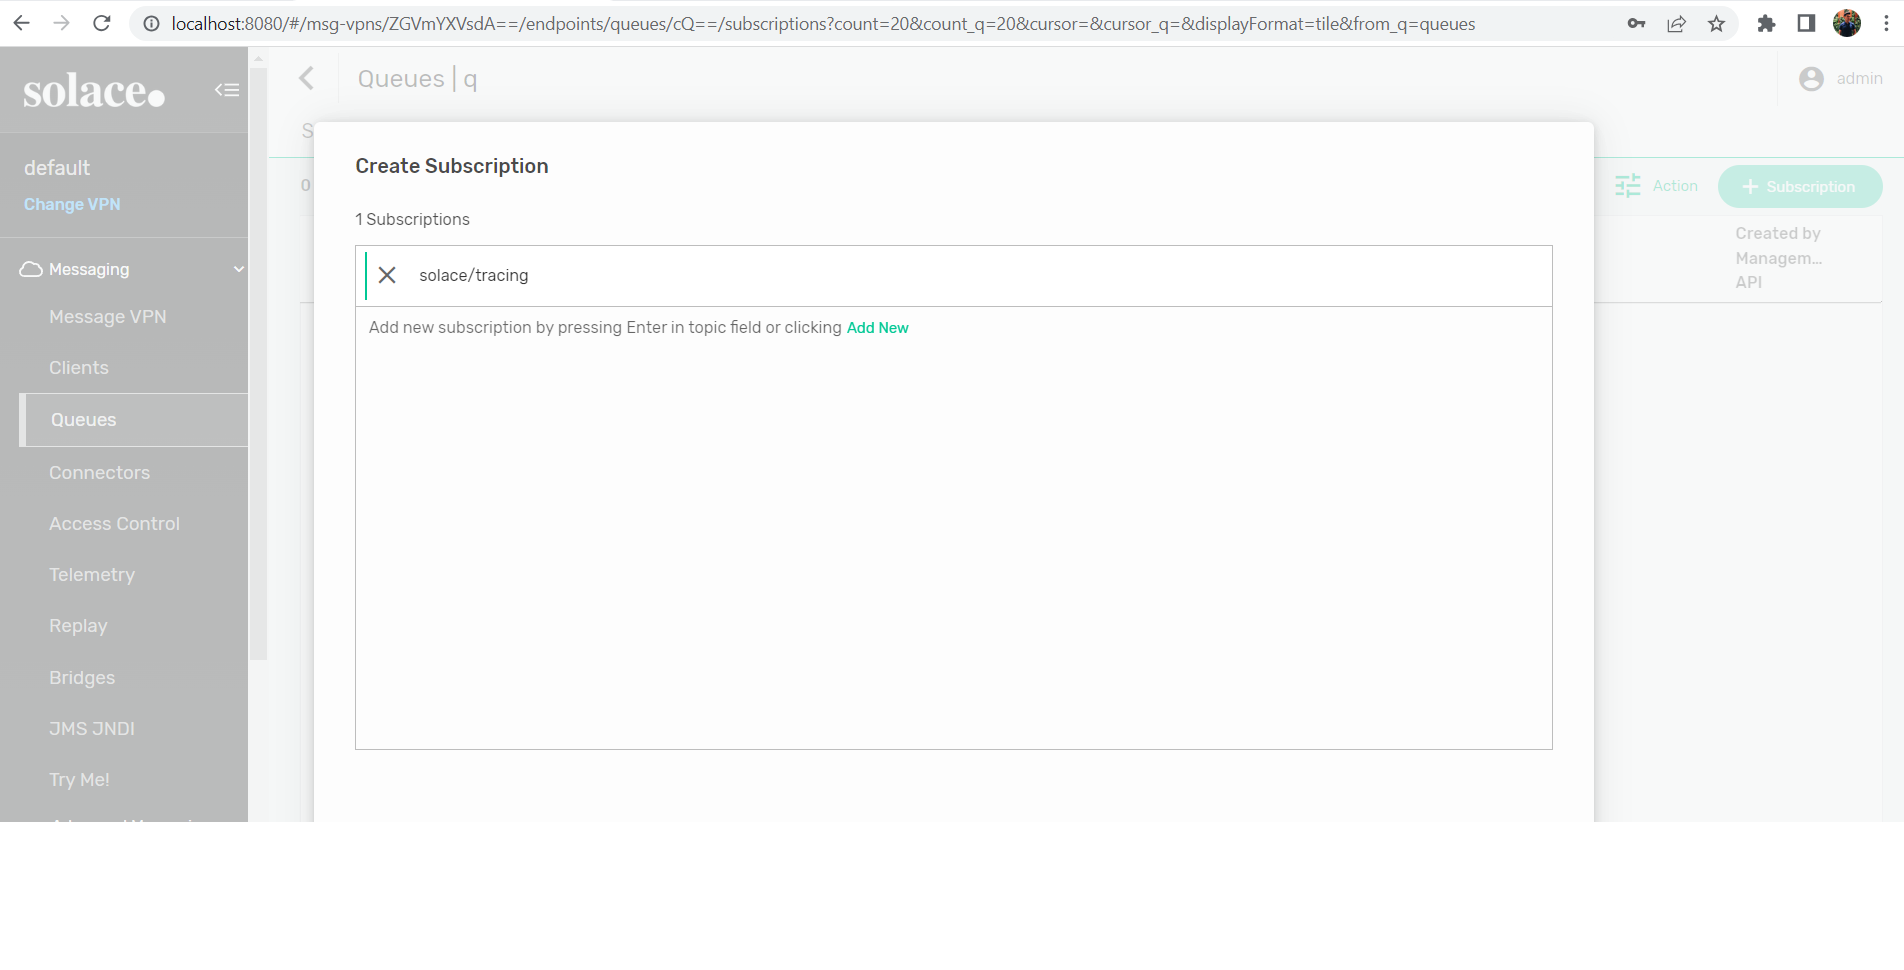 localhost:8080/#/msg-vpns/ZGVmYXVsdA==/endpoints/queues/cQ==/subscriptions?count=20&count_q=20&cursor=&cursor_q=&displayFormat=tile&from_q=queues
solace.
Queues | q
admin
S
default
Change VPN
Create Subscription
0
Action
+ Subscription
1 Subscriptions
Created by
Managem...
API
Messaging
solace/tracing
Message VPN
Add new subscription by pressing Enter in topic field or clicking Add New
Clients
Queues
Connectors
Access Control
Telemetry
Replay
Bridges
JMS JNDI
Try Me!